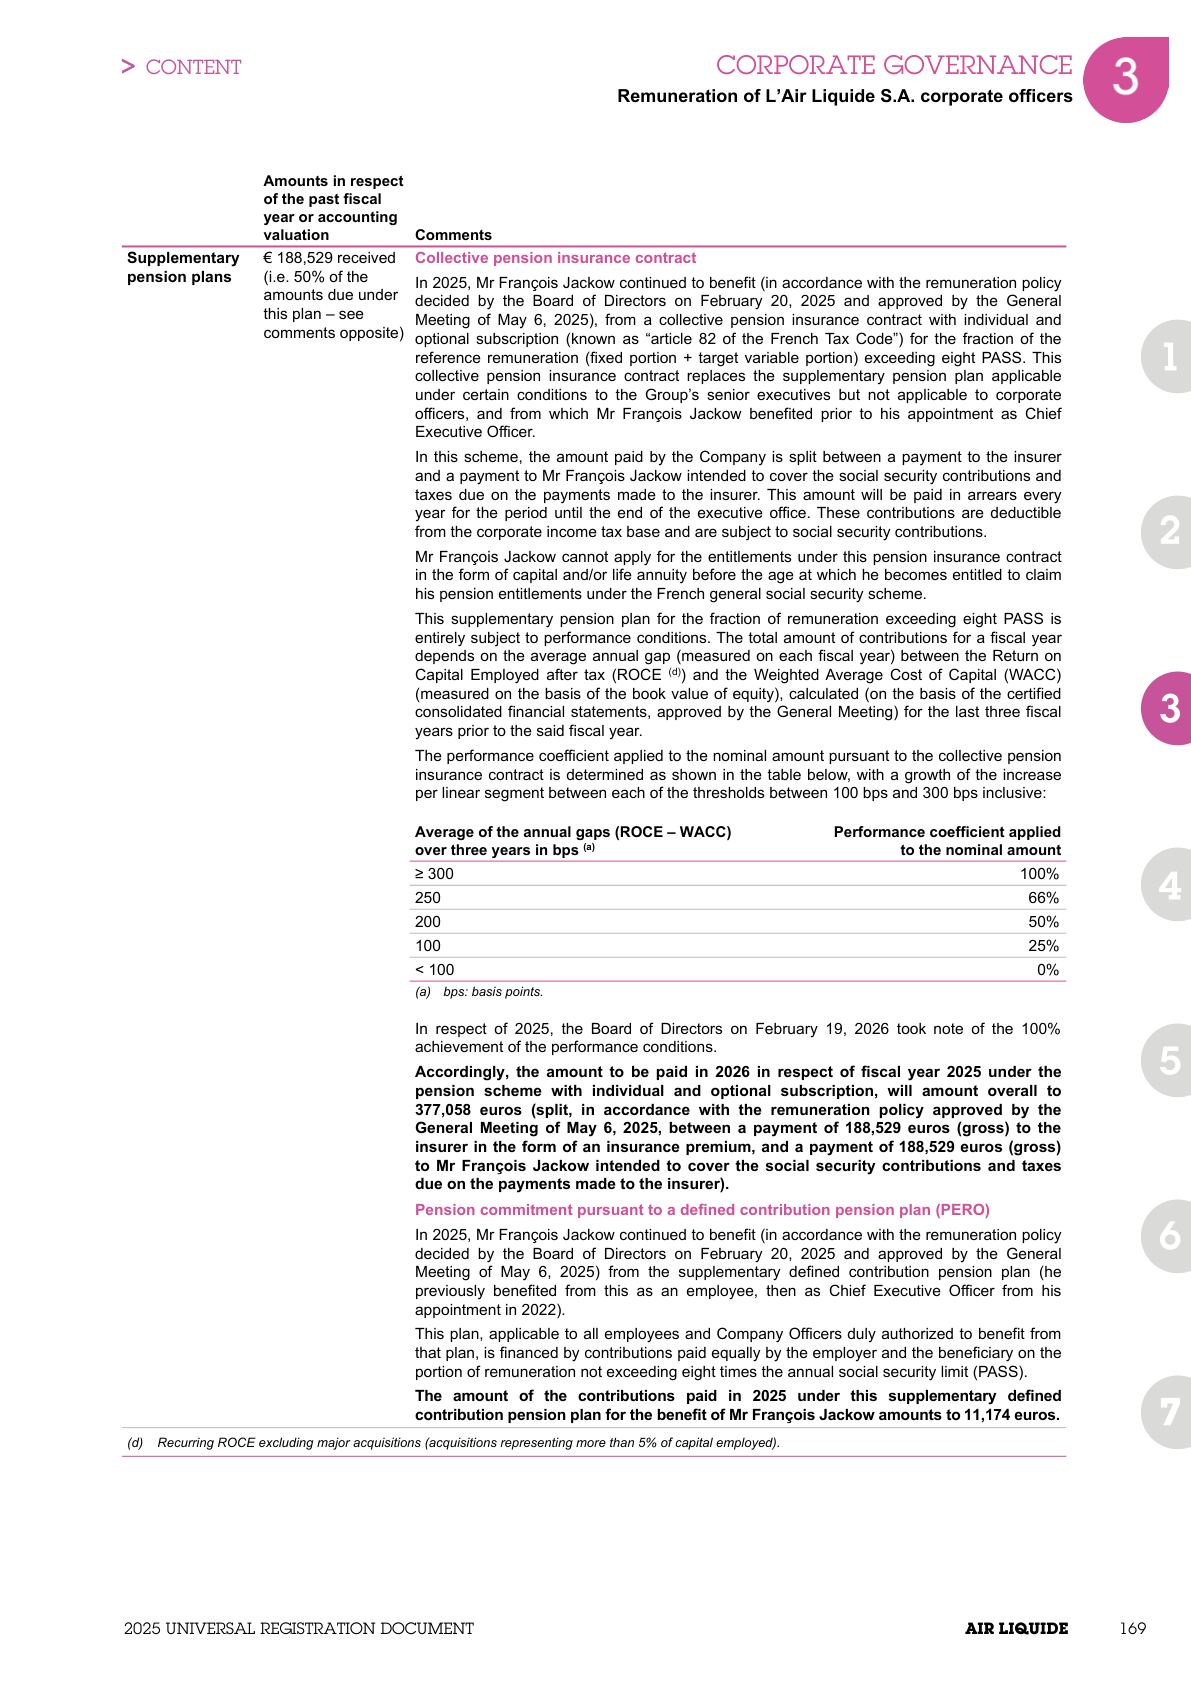 > CONTENT
CORPORATE GOVERNANCE
3
Remuneration of L’Air Liquide S.A. corporate officers
Amounts in respect
of the past fiscal
year or accounting
valuation
Comments
Supplementary
pension plans
€ 188,529 received
(i.e. 50% of the
amounts due under
this plan – see
comments opposite)
Collective pension insurance contract
In 2025, Mr François Jackow continued to benefit (in accordance with the remuneration policy
decided by the Board of Directors on February 20, 2025 and approved by the General
Meeting of May 6, 2025), from a collective pension insurance contract with individual and
optional subscription (known as “article 82 of the French Tax Code”) for the fraction of the
reference remuneration (fixed portion + target variable portion) exceeding eight PASS. This
collective pension insurance contract replaces the supplementary pension plan applicable
under certain conditions to the Group’s senior executives but not applicable to corporate
officers, and from which Mr François Jackow benefited prior to his appointment as Chief
Executive Officer.
In this scheme, the amount paid by the Company is split between a payment to the insurer
and a payment to Mr François Jackow intended to cover the social security contributions and
taxes due on the payments made to the insurer. This amount will be paid in arrears every
year for the period until the end of the executive office. These contributions are deductible
from the corporate income tax base and are subject to social security contributions.
Mr François Jackow cannot apply for the entitlements under this pension insurance contract
in the form of capital and/or life annuity before the age at which he becomes entitled to claim
his pension entitlements under the French general social security scheme.
This supplementary pension plan for the fraction of remuneration exceeding eight PASS is
entirely subject to performance conditions. The total amount of contributions for a fiscal year
depends on the average annual gap (measured on each fiscal year) between the Return on
Capital Employed after tax (ROCE (d)) and the Weighted Average Cost of Capital (WACC)
(measured on the basis of the book value of equity), calculated (on the basis of the certified
consolidated financial statements, approved by the General Meeting) for the last three fiscal
years prior to the said fiscal year.
The performance coefficient applied to the nominal amount pursuant to the collective pension
insurance contract is determined as shown in the table below, with a growth of the increase
per linear segment between each of the thresholds between 100 bps and 300 bps inclusive:
Average of the annual gaps (ROCE – WACC)
over three years in bps (a)
Performance coefficient applied
to the nominal amount
≥ 300 100%
250 66%
200 50%
100 25%
< 100 0%
(a) bps: basis points.
In respect of 2025, the Board of Directors on February 19, 2026 took note of the 100%
achievement of the performance conditions.
Accordingly, the amount to be paid in 2026 in respect of fiscal year 2025 under the
pension scheme with individual and optional subscription, will amount overall to
377,058 euros (split, in accordance with the remuneration policy approved by the
General Meeting of May 6, 2025, between a payment of 188,529 euros (gross) to the
insurer in the form of an insurance premium, and a payment of 188,529 euros (gross)
to Mr François Jackow intended to cover the social security contributions and taxes
due on the payments made to the insurer).
Pension commitment pursuant to a defined contribution pension plan (PERO)
In 2025, Mr François Jackow continued to benefit (in accordance with the remuneration policy
decided by the Board of Directors on February 20, 2025 and approved by the General
Meeting of May 6, 2025) from the supplementary defined contribution pension plan (he
previously benefited from this as an employee, then as Chief Executive Officer from his
appointment in 2022).
This plan, applicable to all employees and Company Officers duly authorized to benefit from
that plan, is financed by contributions paid equally by the employer and the beneficiary on the
portion of remuneration not exceeding eight times the annual social security limit (PASS).
The amount of the contributions paid in 2025 under this supplementary defined
contribution pension plan for the benefit of Mr François Jackow amounts to 11,174 euros.
(d) Recurring ROCE excluding major acquisitions (acquisitions representing more than 5% of capital employed).
1
2
3
4
5
6
7
2025 UNIVERSAL REGISTRATION DOCUMENT
AIR LIQUIDE 169